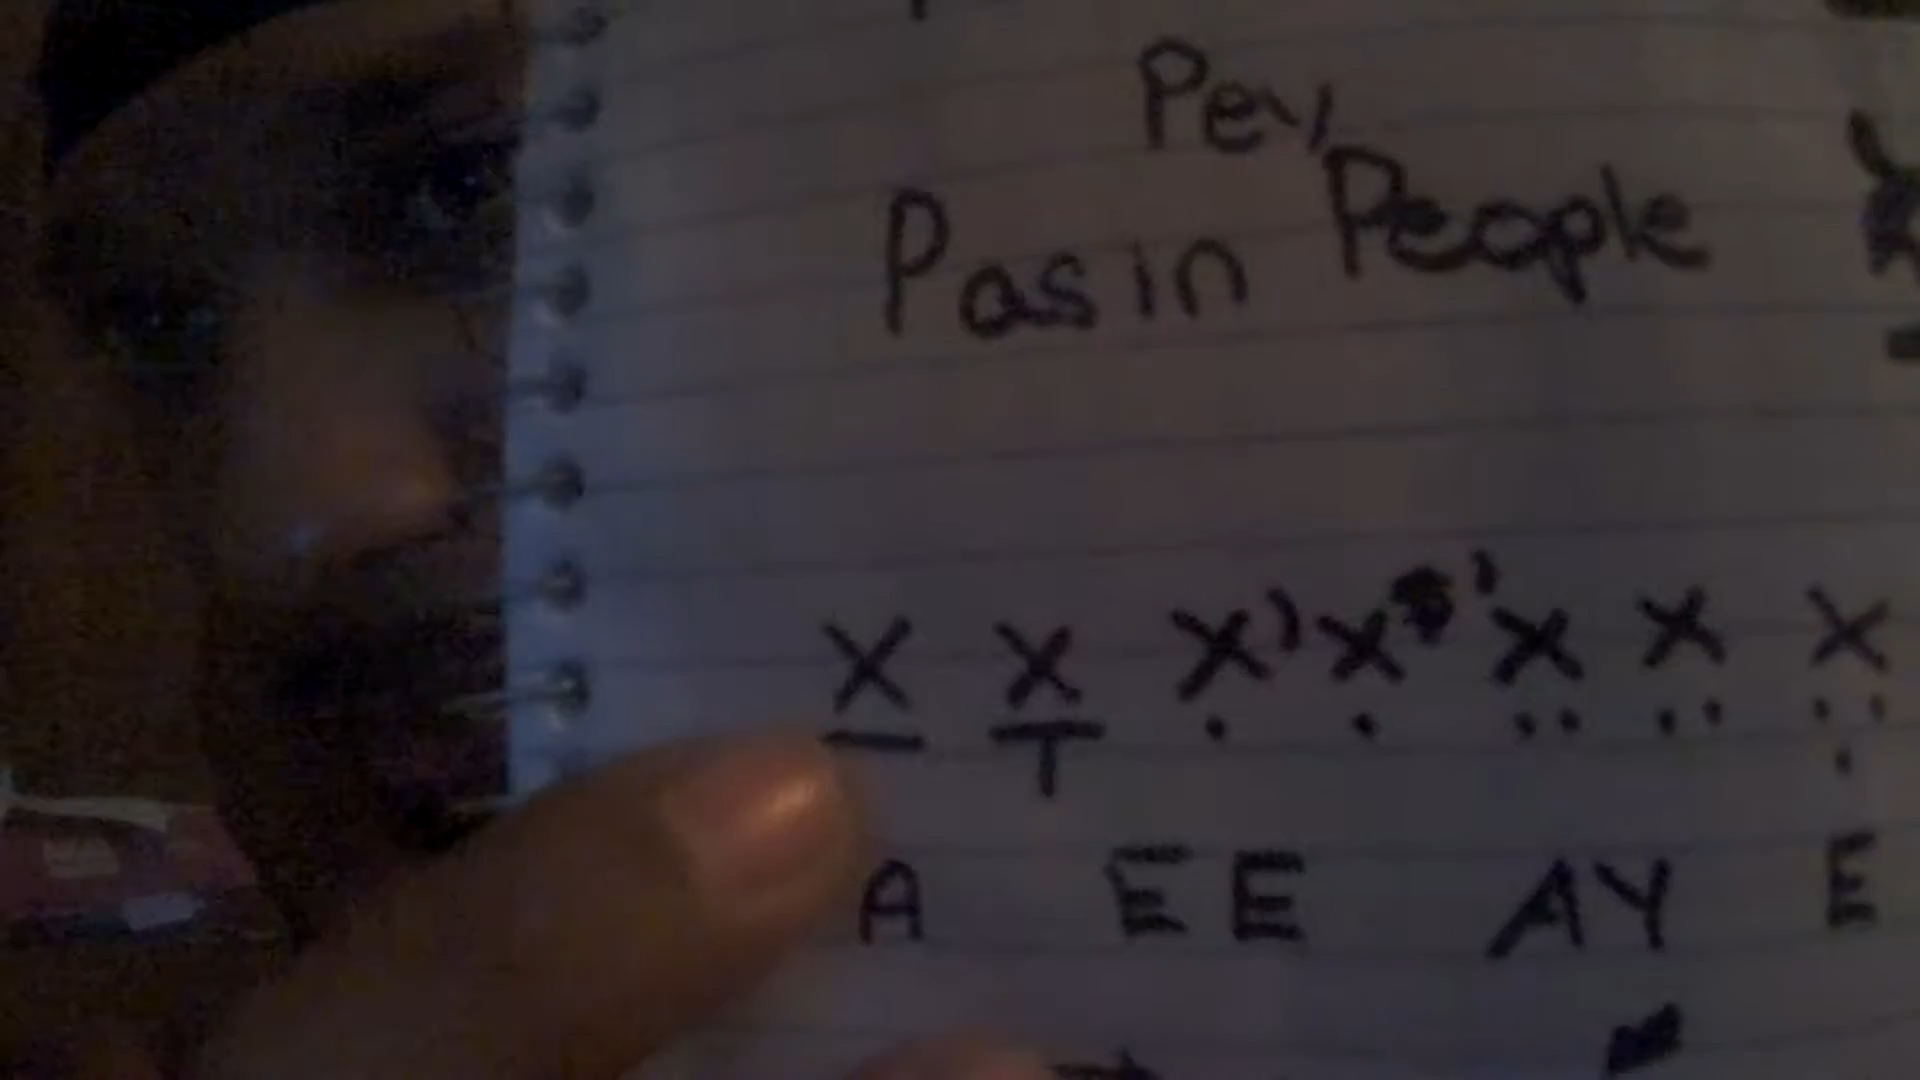 Pey
Pasin People
X X X' X ' X X X
A EE AY E